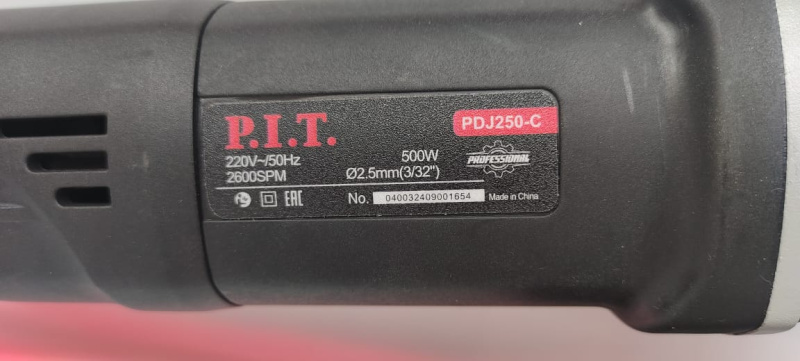 P.I.T.
PDJ250-C
220V~/50Hz 500W
2600SPM Ø2.5mm(3/32")
PROFESSIONAL
EAC
No. 040032409001654 Made in China